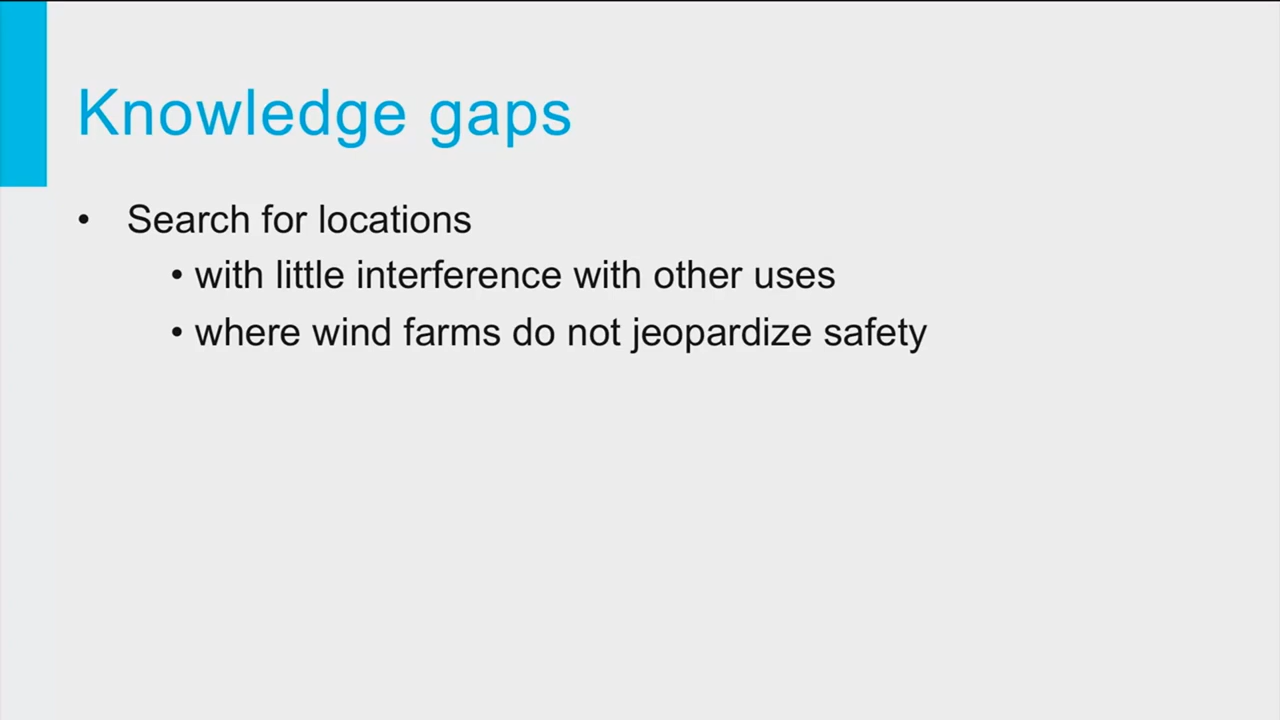 Knowledge gaps
• Search for locations
• with little interference with other uses
• where wind farms do not jeopardize safety